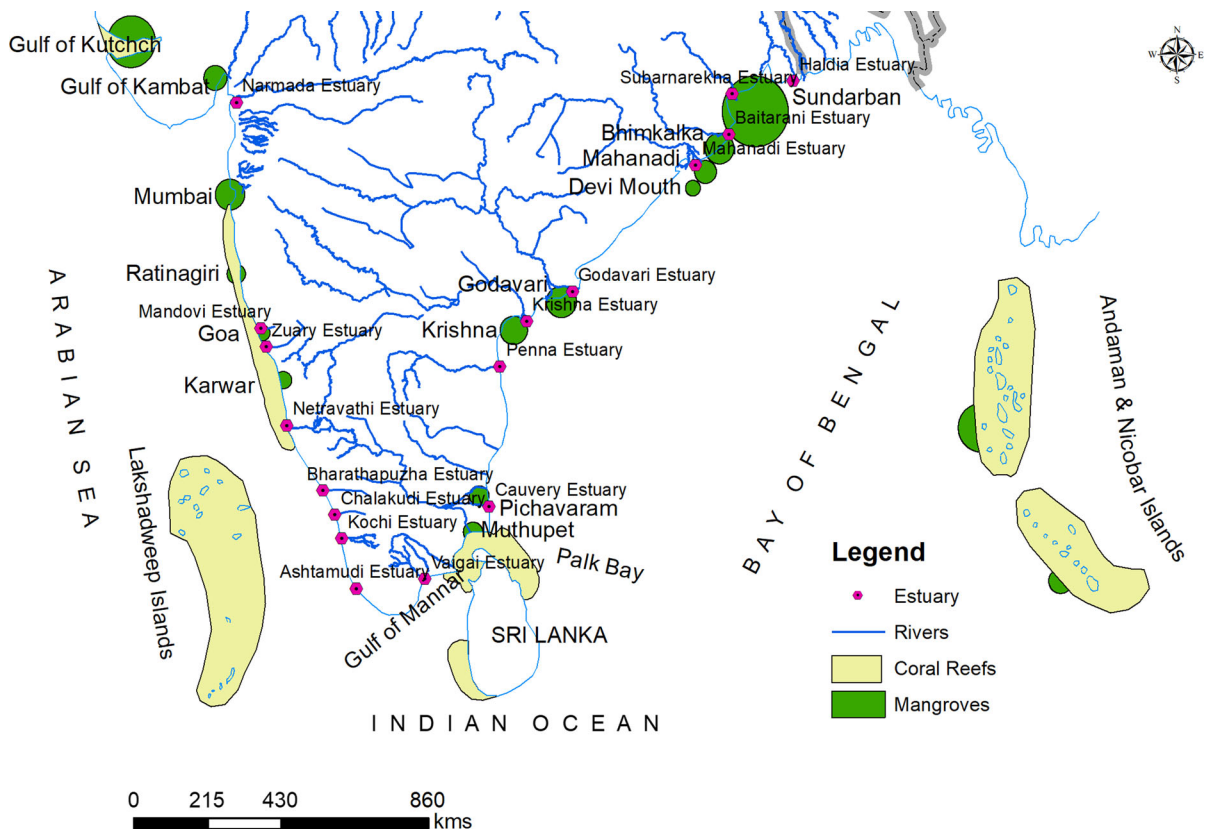 Gulf of Kutchch
Gulf of Kambat
Narmada Estuary
Subarnarekha Estuary
Haldia Estuary
Sundarban
Baitarani Estuary
Bhimkalka
Mahanadi Estuary
Mahanadi
Devi Mouth
N
W
E
S
Mumbai
Ratinagiri
Mandovi Estuary
Zuary Estuary
Goa
Karwar
Netravathi Estuary
Godavari Estuary
Godavari
Krishna Estuary
Krishna
Penna Estuary
ARABIAN SEA
BAY OF BENGAL
Andaman & Nicobar Islands
Lakshadweep Islands
Bharathapuzha Estuary
Chalakudi Estuary
Kochi Estuary
Ashtamudi Estuary
Cauvery Estuary
Pichavaram
Muthupet
Vaigai Estuary
Palk Bay
Gulf of Mannar
SRI LANKA
INDIAN OCEAN
Legend
Estuary
Rivers
Coral Reefs
Mangroves
0 215 430 860
kms